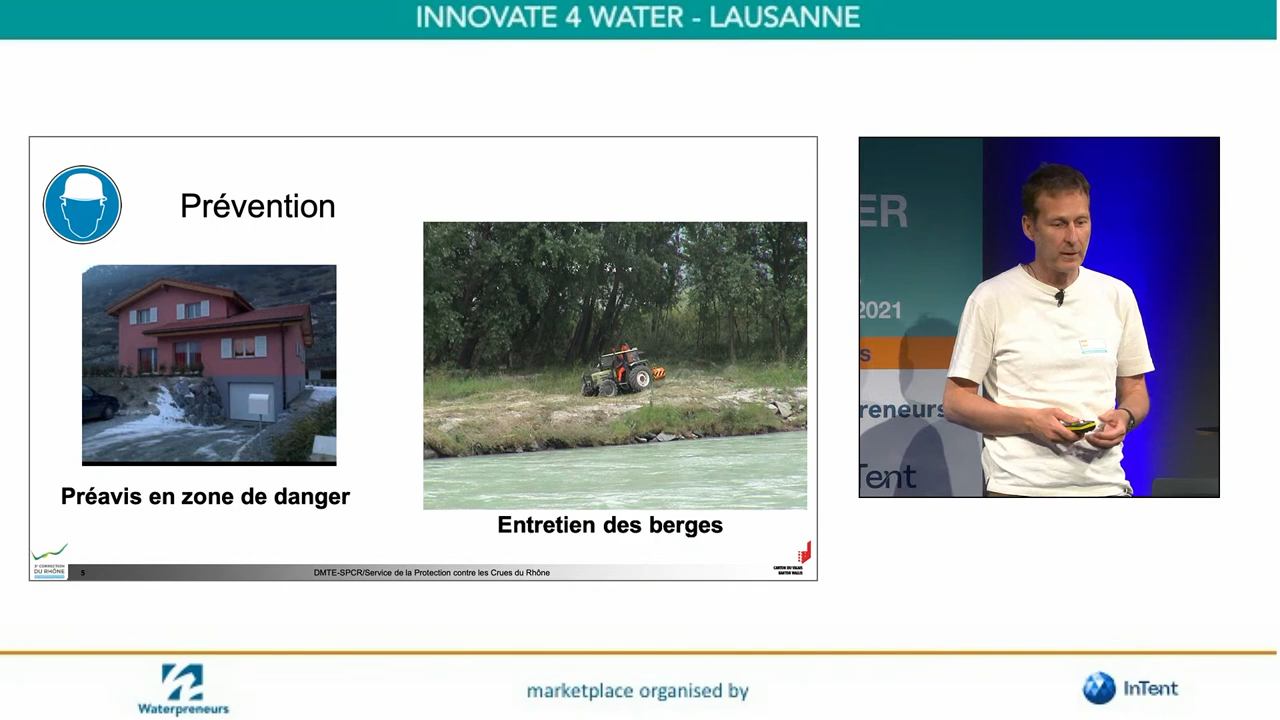 INNOVATE 4 WATER - LAUSANNE
Prévention
Préavis en zone de danger
Entretien des berges
3e CORRECTION
DU RHÔNE
5
DMTE-SPCR/Service de la Protection contre les Crues du Rhône
CANTON DU VALAIS
KANTON WALLIS
ER
2021
s
reneurs
Tent
Waterpreneurs
marketplace organised by
InTent